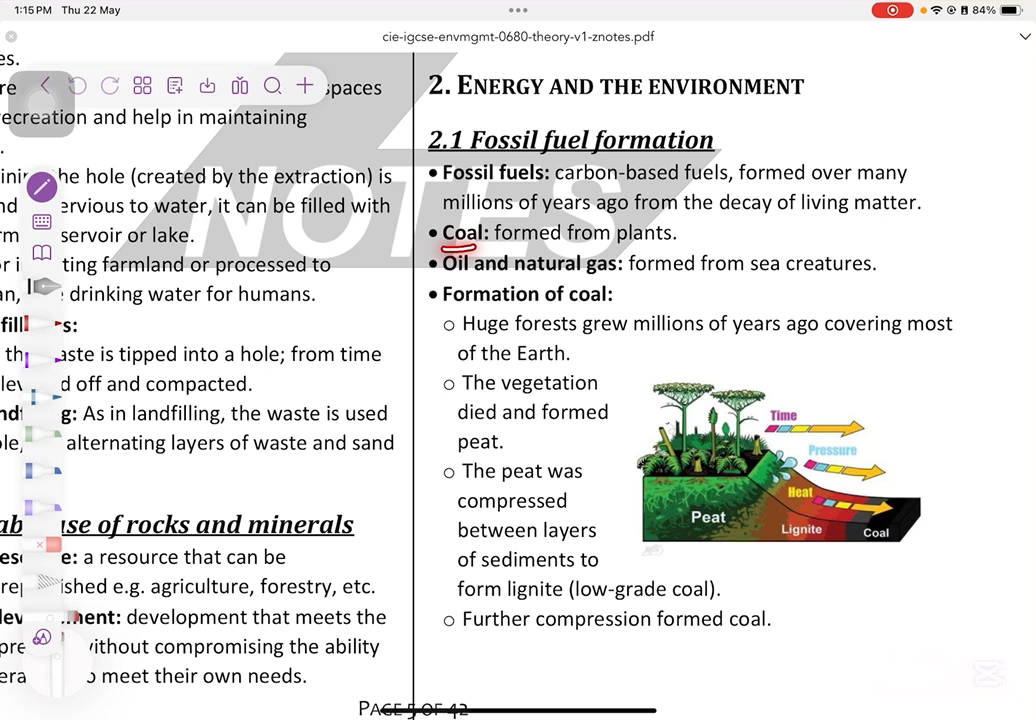 1:15 PM Thu 22 May
84%
cie-igcse-envmgmt-0680-theory-v1-znotes.pdf
es.
re spaces
ecreation and help in maintaining
.
the hole (created by the extraction) is
ervious to water, it can be filled with
servoir or lake.
ting farmland or processed to
drinking water for humans.
s:
waste is tipped into a hole; from time
d off and compacted.
g: As in landfilling, the waste is used
alternating layers of waste and sand
use of rocks and minerals
e: a resource that can be
ished e.g. agriculture, forestry, etc.
ment: development that meets the
without compromising the ability
o meet their own needs.
NOTES
2. ENERGY AND THE ENVIRONMENT
2.1 Fossil fuel formation
• Fossil fuels: carbon-based fuels, formed over many
millions of years ago from the decay of living matter.
• Coal: formed from plants.
• Oil and natural gas: formed from sea creatures.
• Formation of coal:
o Huge forests grew millions of years ago covering most
of the Earth.
o The vegetation
died and formed
peat.
o The peat was
compressed
between layers
of sediments to
form lignite (low-grade coal).
o Further compression formed coal.
Time
Pressure
Heat
Peat
Lignite
Coal
PAGE 5 OF 42